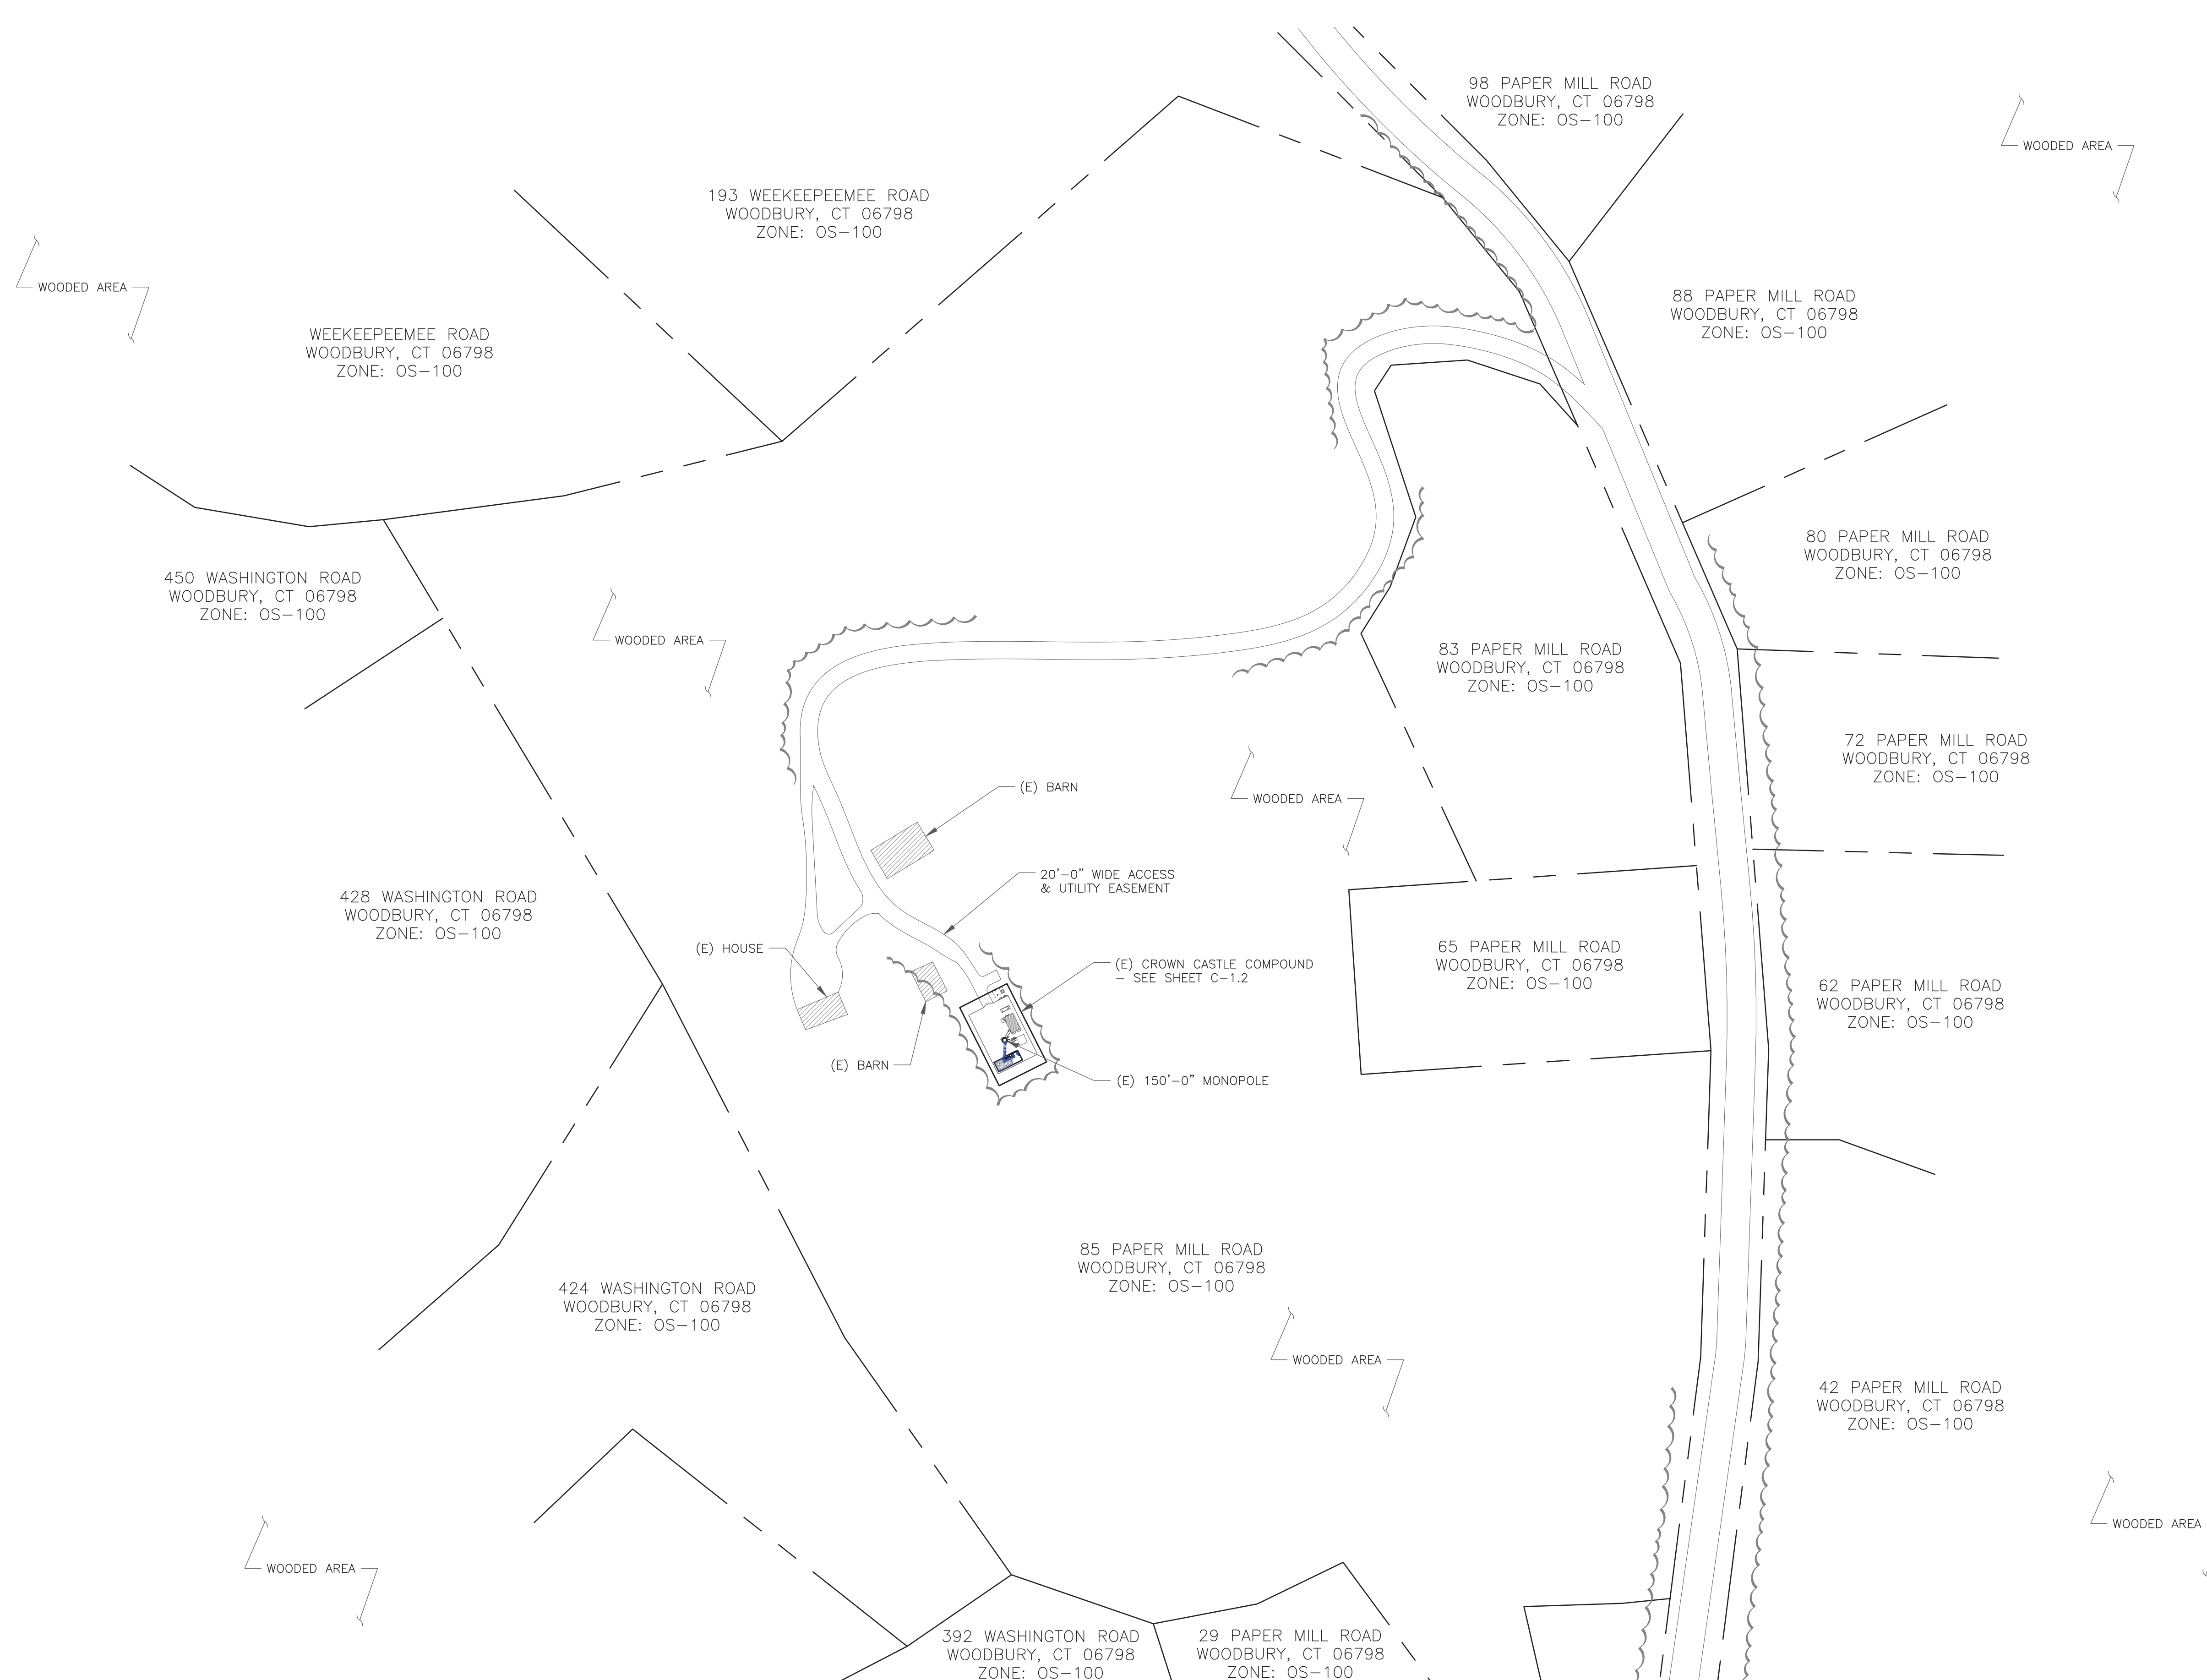 98 PAPER MILL ROAD
WOODBURY, CT 06798
ZONE: OS-100
WOODED AREA
193 WEEKEEPEEMEE ROAD
WOODBURY, CT 06798
ZONE: OS-100
WOODED AREA
88 PAPER MILL ROAD
WOODBURY, CT 06798
ZONE: OS-100
WEEKEEPEEMEE ROAD
WOODBURY, CT 06798
ZONE: OS-100
80 PAPER MILL ROAD
WOODBURY, CT 06798
ZONE: OS-100
450 WASHINGTON ROAD
WOODBURY, CT 06798
ZONE: OS-100
WOODED AREA
83 PAPER MILL ROAD
WOODBURY, CT 06798
ZONE: OS-100
72 PAPER MILL ROAD
WOODBURY, CT 06798
ZONE: OS-100
(E) BARN
WOODED AREA
20'-0" WIDE ACCESS
& UTILITY EASEMENT
428 WASHINGTON ROAD
WOODBURY, CT 06798
ZONE: OS-100
(E) HOUSE
65 PAPER MILL ROAD
WOODBURY, CT 06798
ZONE: OS-100
(E) CROWN CASTLE COMPOUND
- SEE SHEET C-1.2
62 PAPER MILL ROAD
WOODBURY, CT 06798
ZONE: OS-100
(E) BARN
(E) 150'-0" MONOPOLE
85 PAPER MILL ROAD
WOODBURY, CT 06798
ZONE: OS-100
424 WASHINGTON ROAD
WOODBURY, CT 06798
ZONE: OS-100
WOODED AREA
42 PAPER MILL ROAD
WOODBURY, CT 06798
ZONE: OS-100
WOODED AREA
WOODED AREA
392 WASHINGTON ROAD
WOODBURY, CT 06798
ZONE: OS-100
29 PAPER MILL ROAD
WOODBURY, CT 06798
ZONE: OS-100